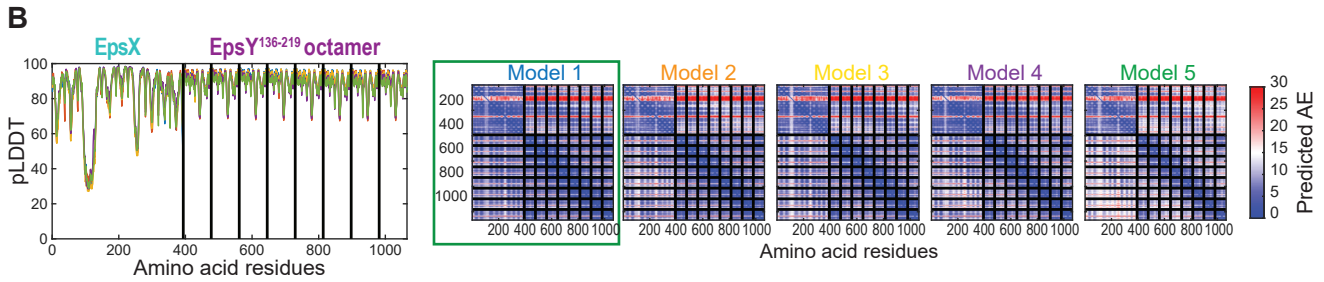 B
EpsX
EpsY¹³⁶⁻²¹⁹ octamer
pLDDT
100
80
60
40
20
0
0 200 400 600 800 1000
Amino acid residues
Model 1 Model 2 Model 3 Model 4 Model 5
200
400
600
800
1000
200 400 600 800 1000 200 400 600 800 1000 200 400 600 800 1000 200 400 600 800 1000 200 400 600 800 1000
Amino acid residues
30
25
20
15
10
5
0
Predicted AE